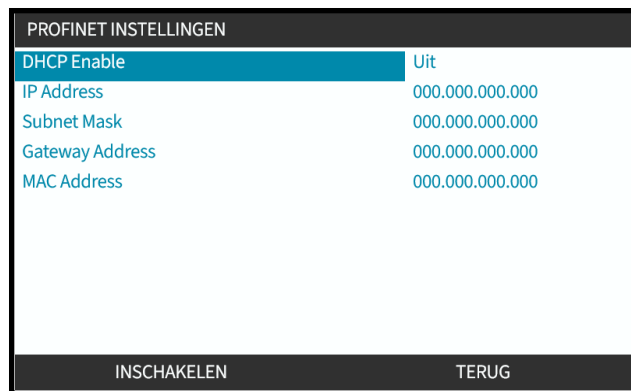 PROFINET INSTELLINGEN
DHCP Enable Uit
IP Address 000.000.000.000
Subnet Mask 000.000.000.000
Gateway Address 000.000.000.000
MAC Address 000.000.000.000
INSCHAKELEN TERUG